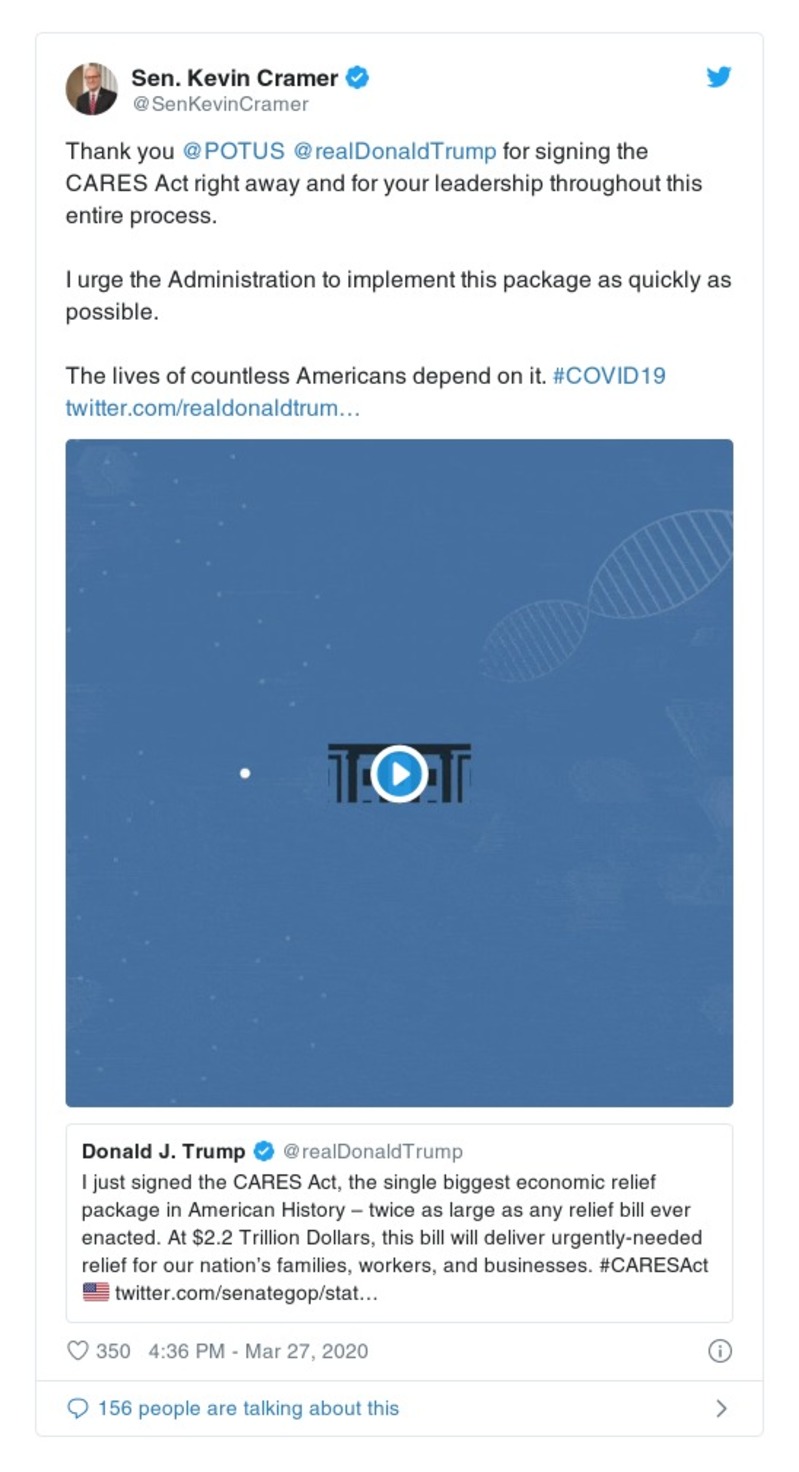 Sen. Kevin Cramer
@SenKevinCramer
Thank you @POTUS @realDonaldTrump for signing the
CARES Act right away and for your leadership throughout this
entire process.
I urge the Administration to implement this package as quickly as
possible.
The lives of countless Americans depend on it. #COVID19
twitter.com/realdonaldtrum…
Donald J. Trump @realDonaldTrump
I just signed the CARES Act, the single biggest economic relief
package in American History – twice as large as any relief bill ever
enacted. At $2.2 Trillion Dollars, this bill will deliver urgently-needed
relief for our nation’s families, workers, and businesses. #CARESAct
🇺🇸 twitter.com/senategop/stat…
350 4:36 PM - Mar 27, 2020
156 people are talking about this